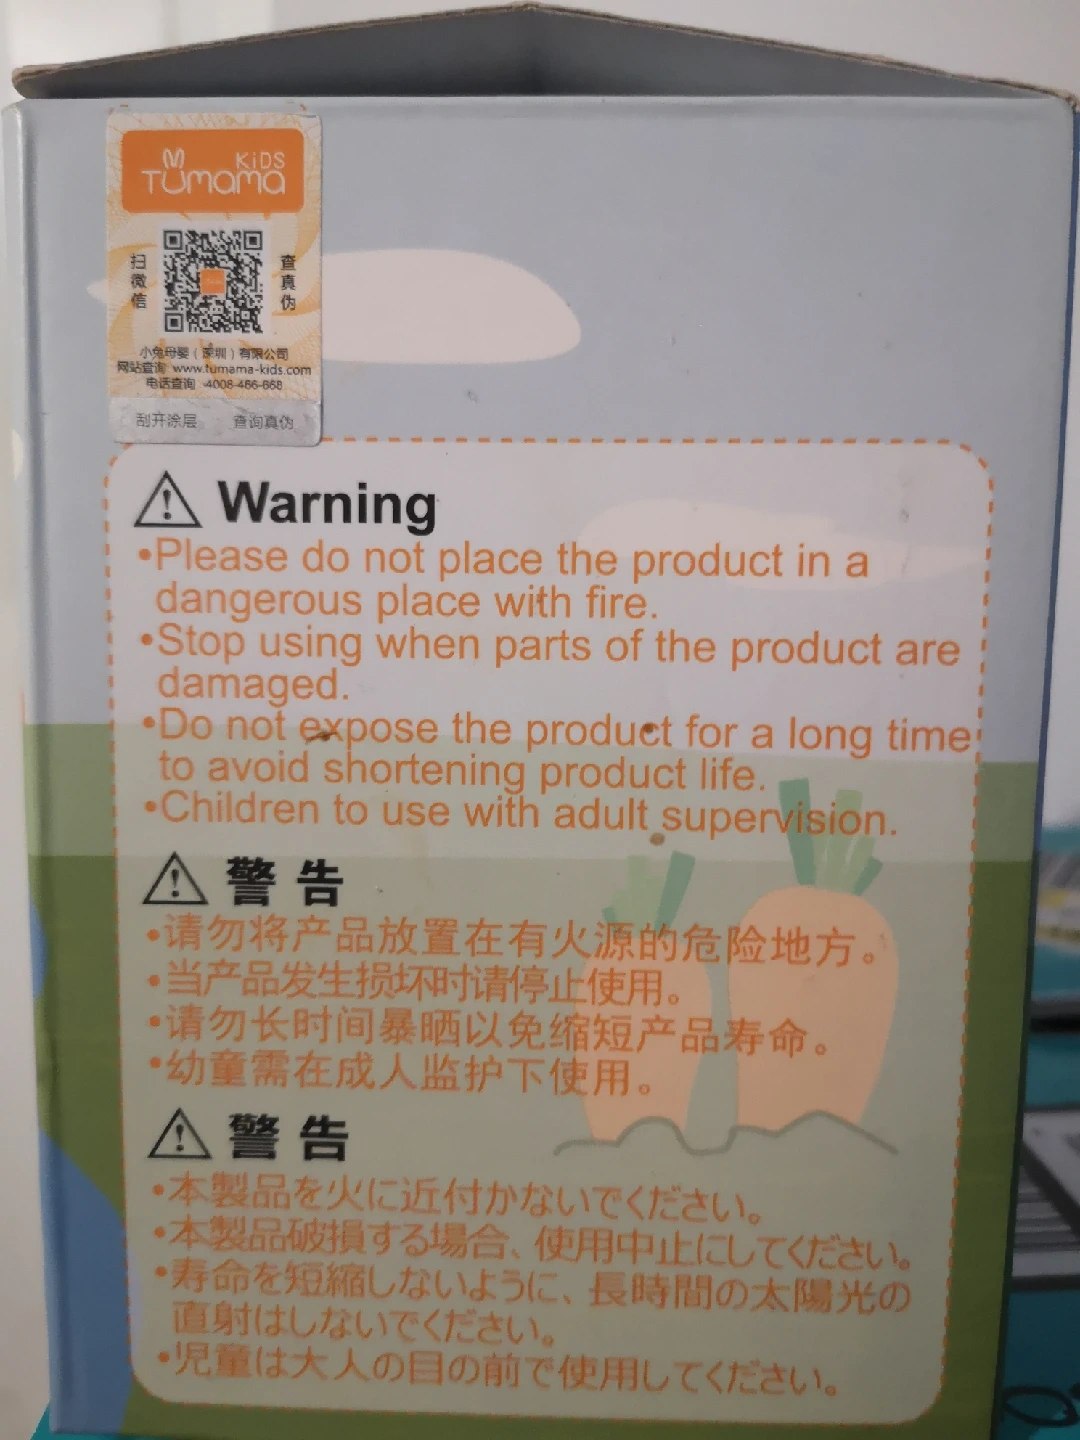 KiDS
TUmama
扫微信
查真伪
小兔母婴（深圳）有限公司
网站查询 www.tumama-kids.com
电话查询 4008-466-668
刮开涂层 查询真伪
Warning
•Please do not place the product in a
dangerous place with fire.
•Stop using when parts of the product are
damaged.
•Do not expose the product for a long time
to avoid shortening product life.
•Children to use with adult supervision.
警告
•请勿将产品放置在有火源的危险地方。
•当产品发生损坏时请停止使用。
•请勿长时间暴晒以免缩短产品寿命。
•幼童需在成人监护下使用。
警告
•本製品を火に近付かないでください。
•本製品破損する場合、使用中止にしてください。
•寿命を短縮しないように、長時間の太陽光の
直射はしないでください。
•児童は大人の目の前で使用してください。